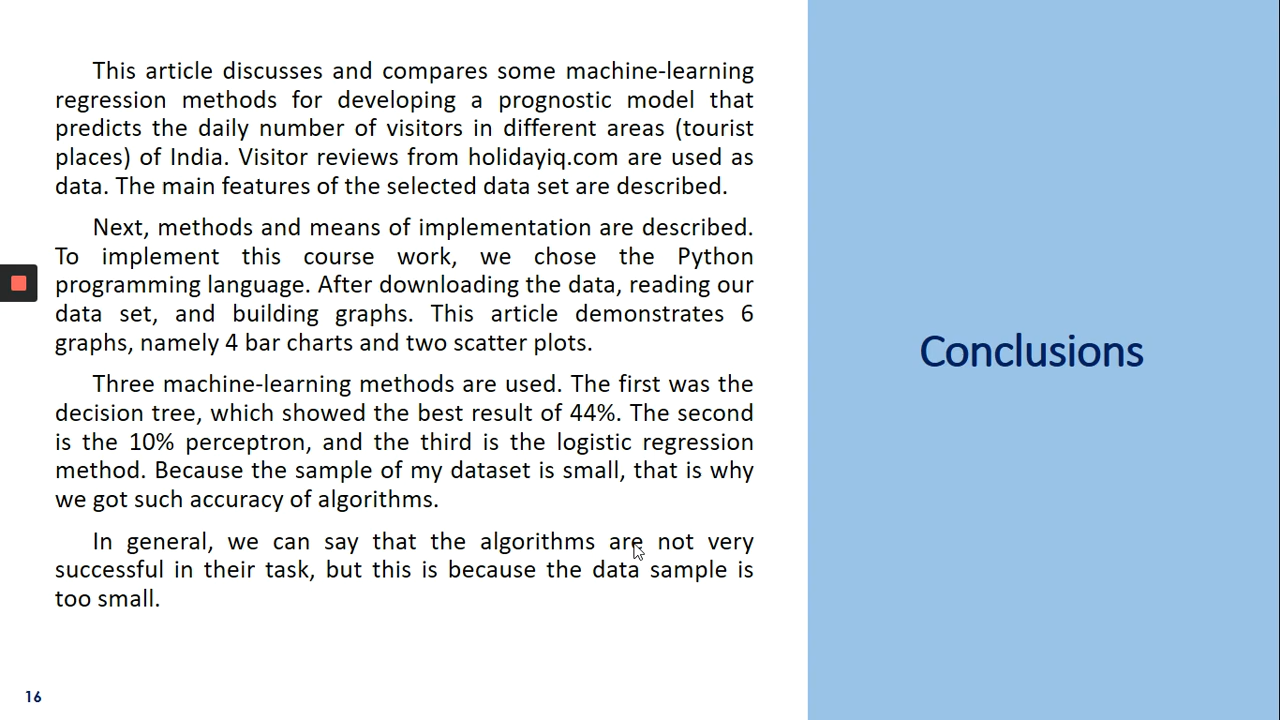 This article discusses and compares some machine-learning
regression methods for developing a prognostic model that
predicts the daily number of visitors in different areas (tourist
places) of India. Visitor reviews from holidayiq.com are used as
data. The main features of the selected data set are described.
Next, methods and means of implementation are described.
To implement this course work, we chose the Python
programming language. After downloading the data, reading our
data set, and building graphs. This article demonstrates 6
graphs, namely 4 bar charts and two scatter plots.
Three machine-learning methods are used. The first was the
decision tree, which showed the best result of 44%. The second
is the 10% perceptron, and the third is the logistic regression
method. Because the sample of my dataset is small, that is why
we got such accuracy of algorithms.
In general, we can say that the algorithms are not very
successful in their task, but this is because the data sample is
too small.
Conclusions
16